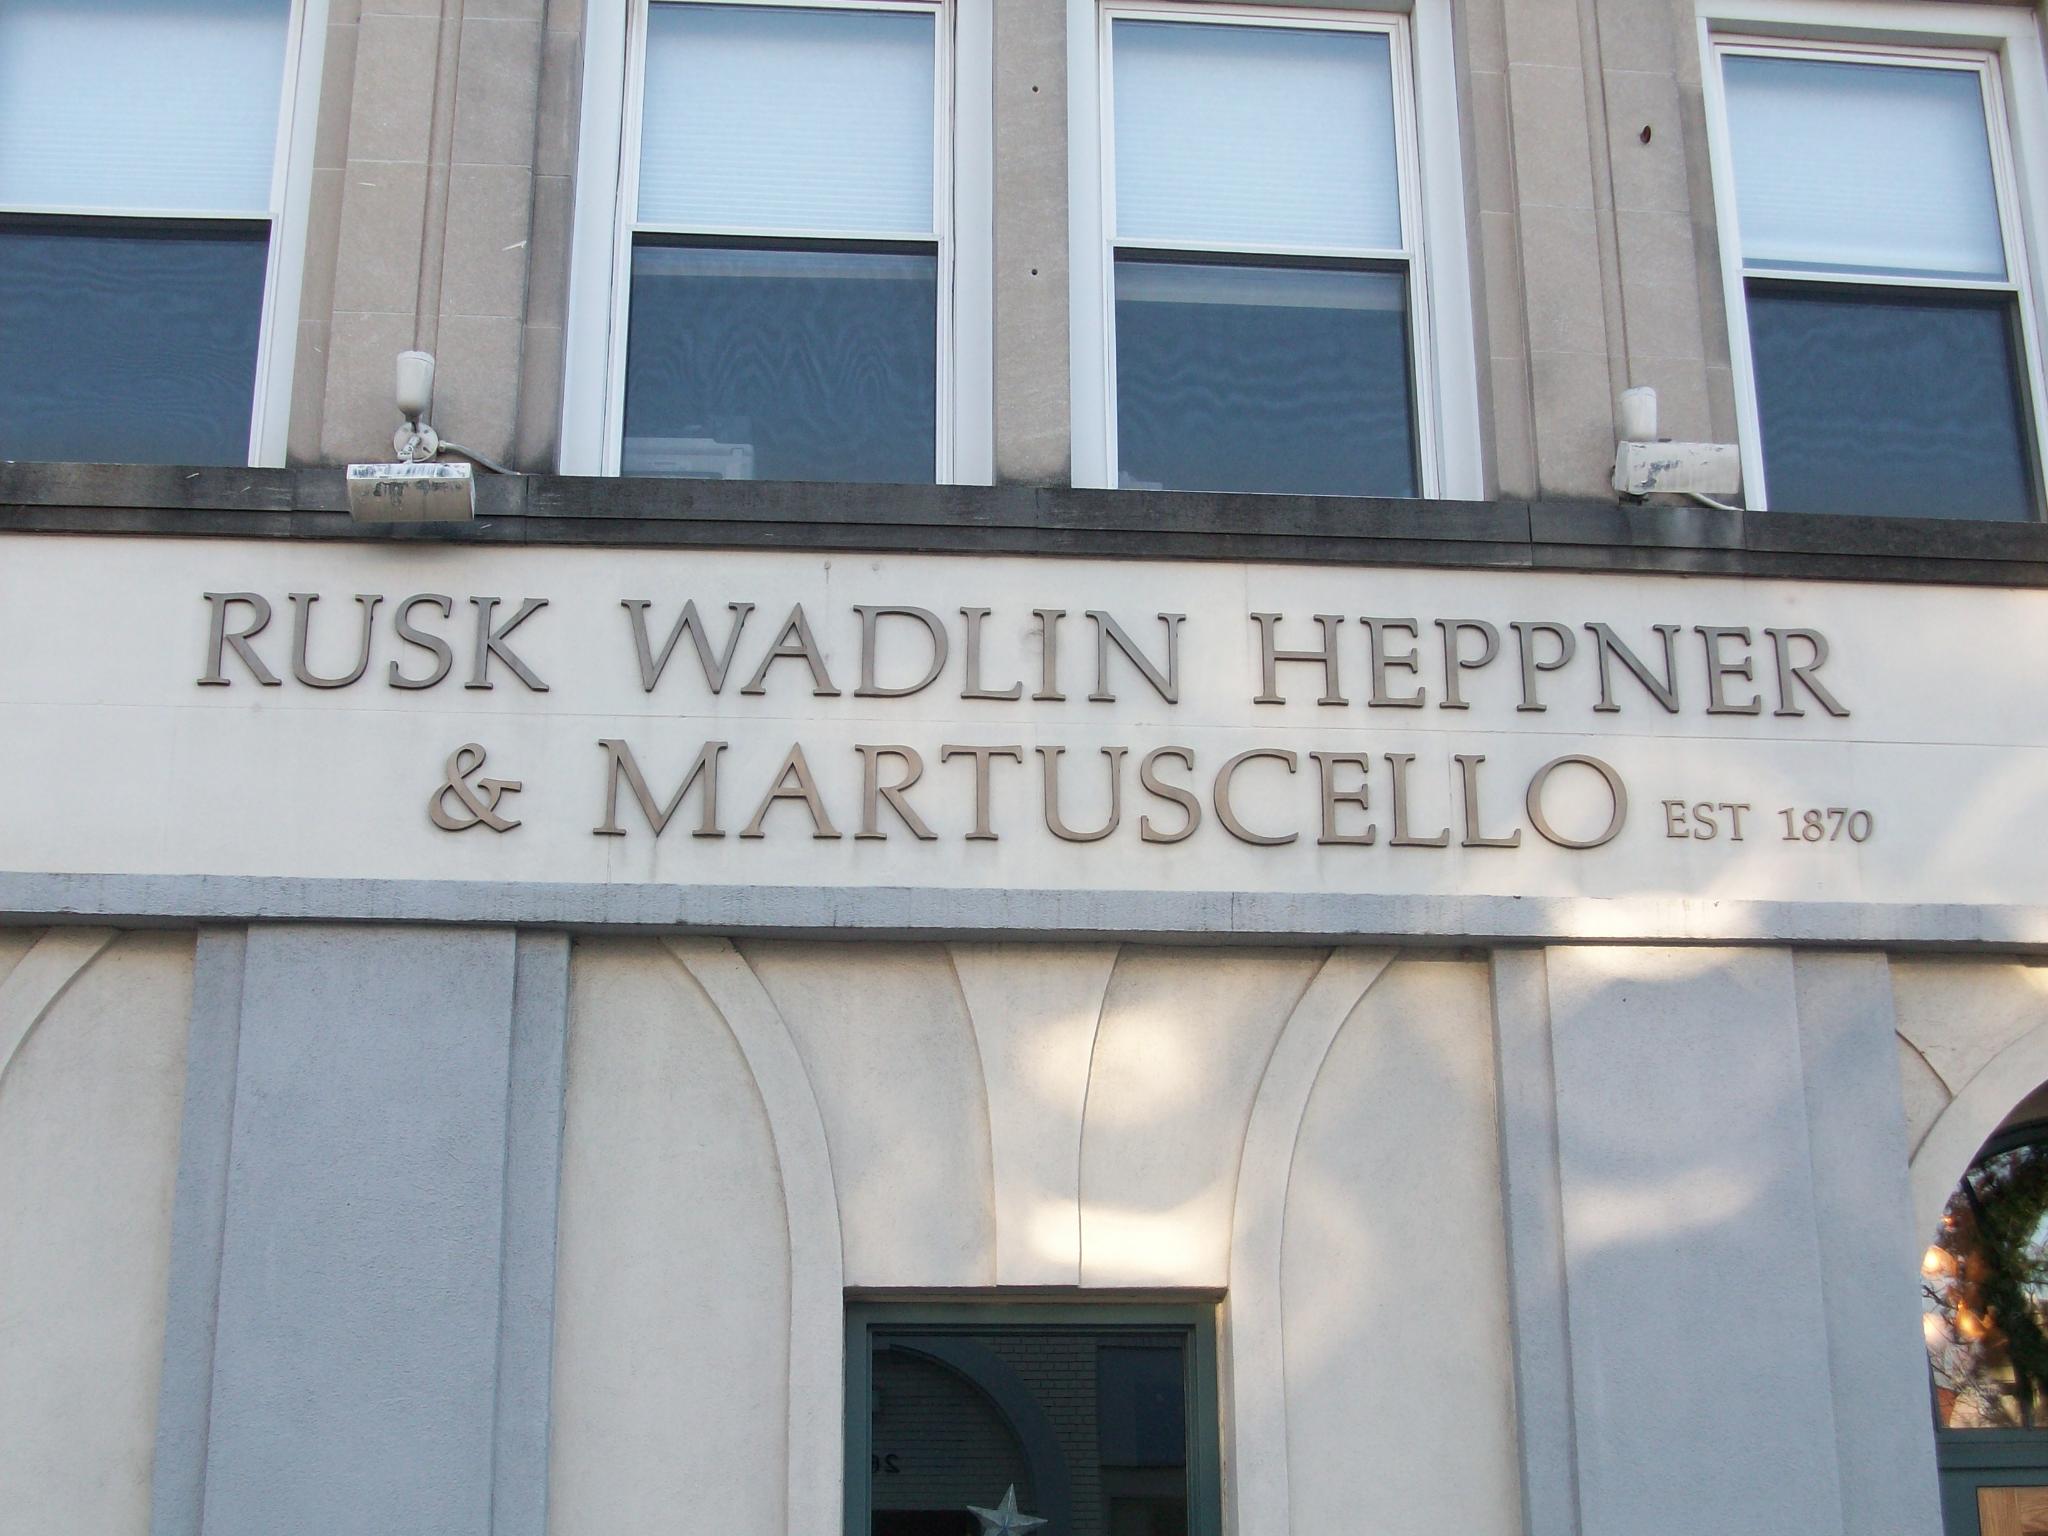 RUSK WADLIN HEPPNER
& MARTUSCELLO EST 1870